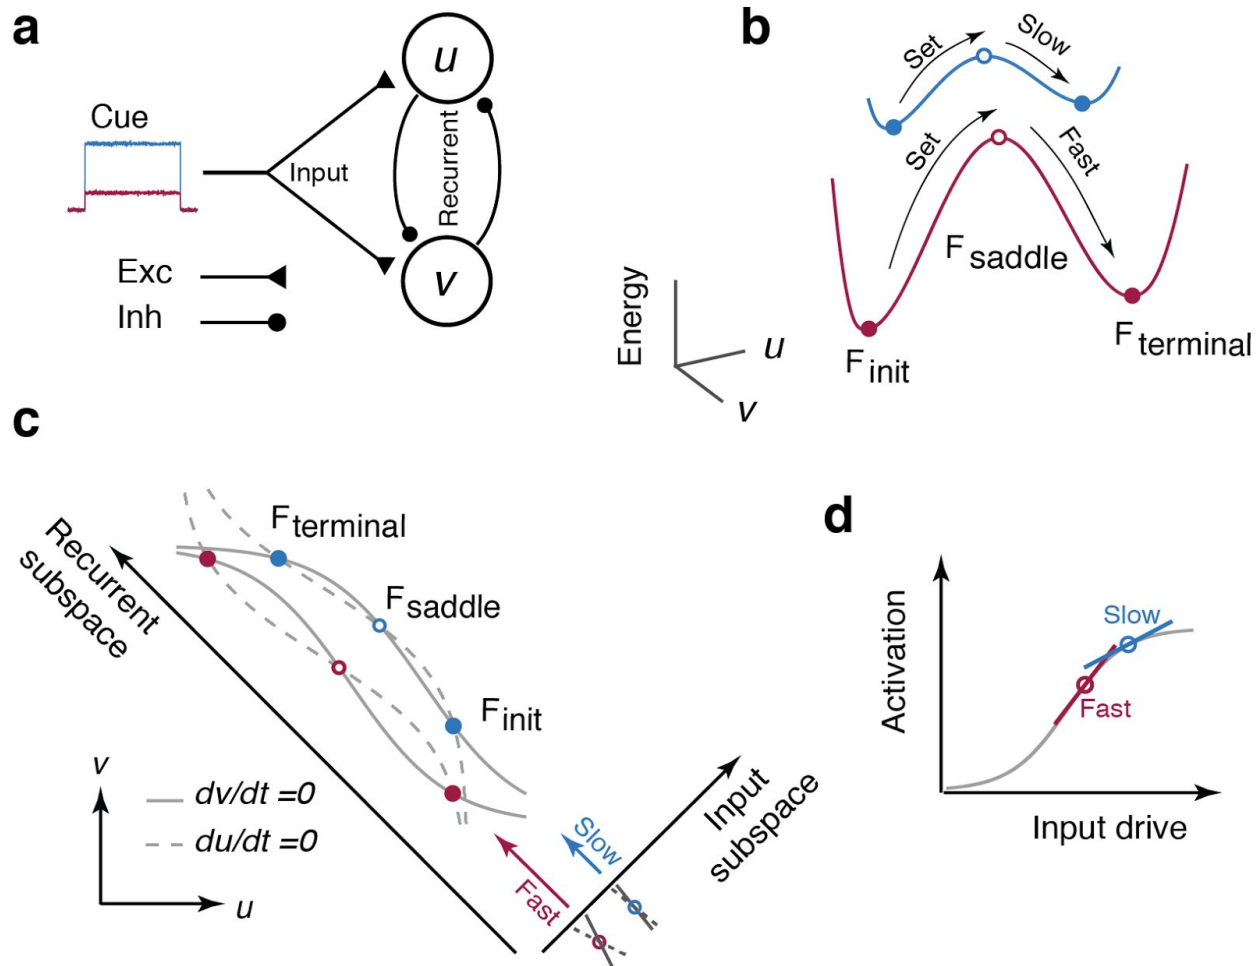 a
Cue
Input
Recurrent
u
v
Exc
Inh
b
Set
Slow
Set
Fast
F saddle
F init
F terminal
Energy
u
v
c
Recurrent
subspace
F terminal
F saddle
F init
v
dv/dt =0
du/dt =0
u
Fast
Slow
Input
subspace
d
Activation
Slow
Fast
Input drive